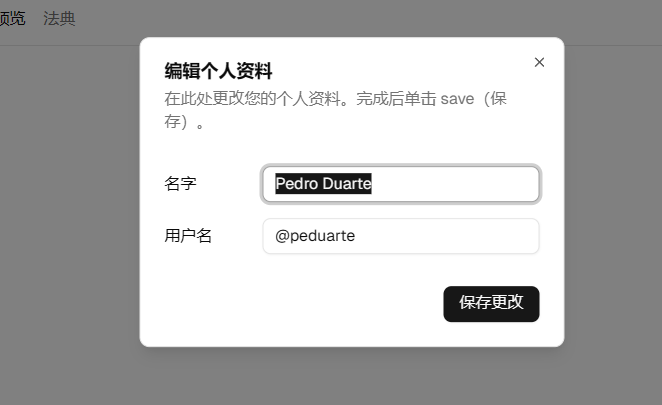 预览 法典
编辑个人资料
在此处更改您的个人资料。完成后单击 save（保
存）。
名字 Pedro Duarte
用户名 @peduarte
保存更改